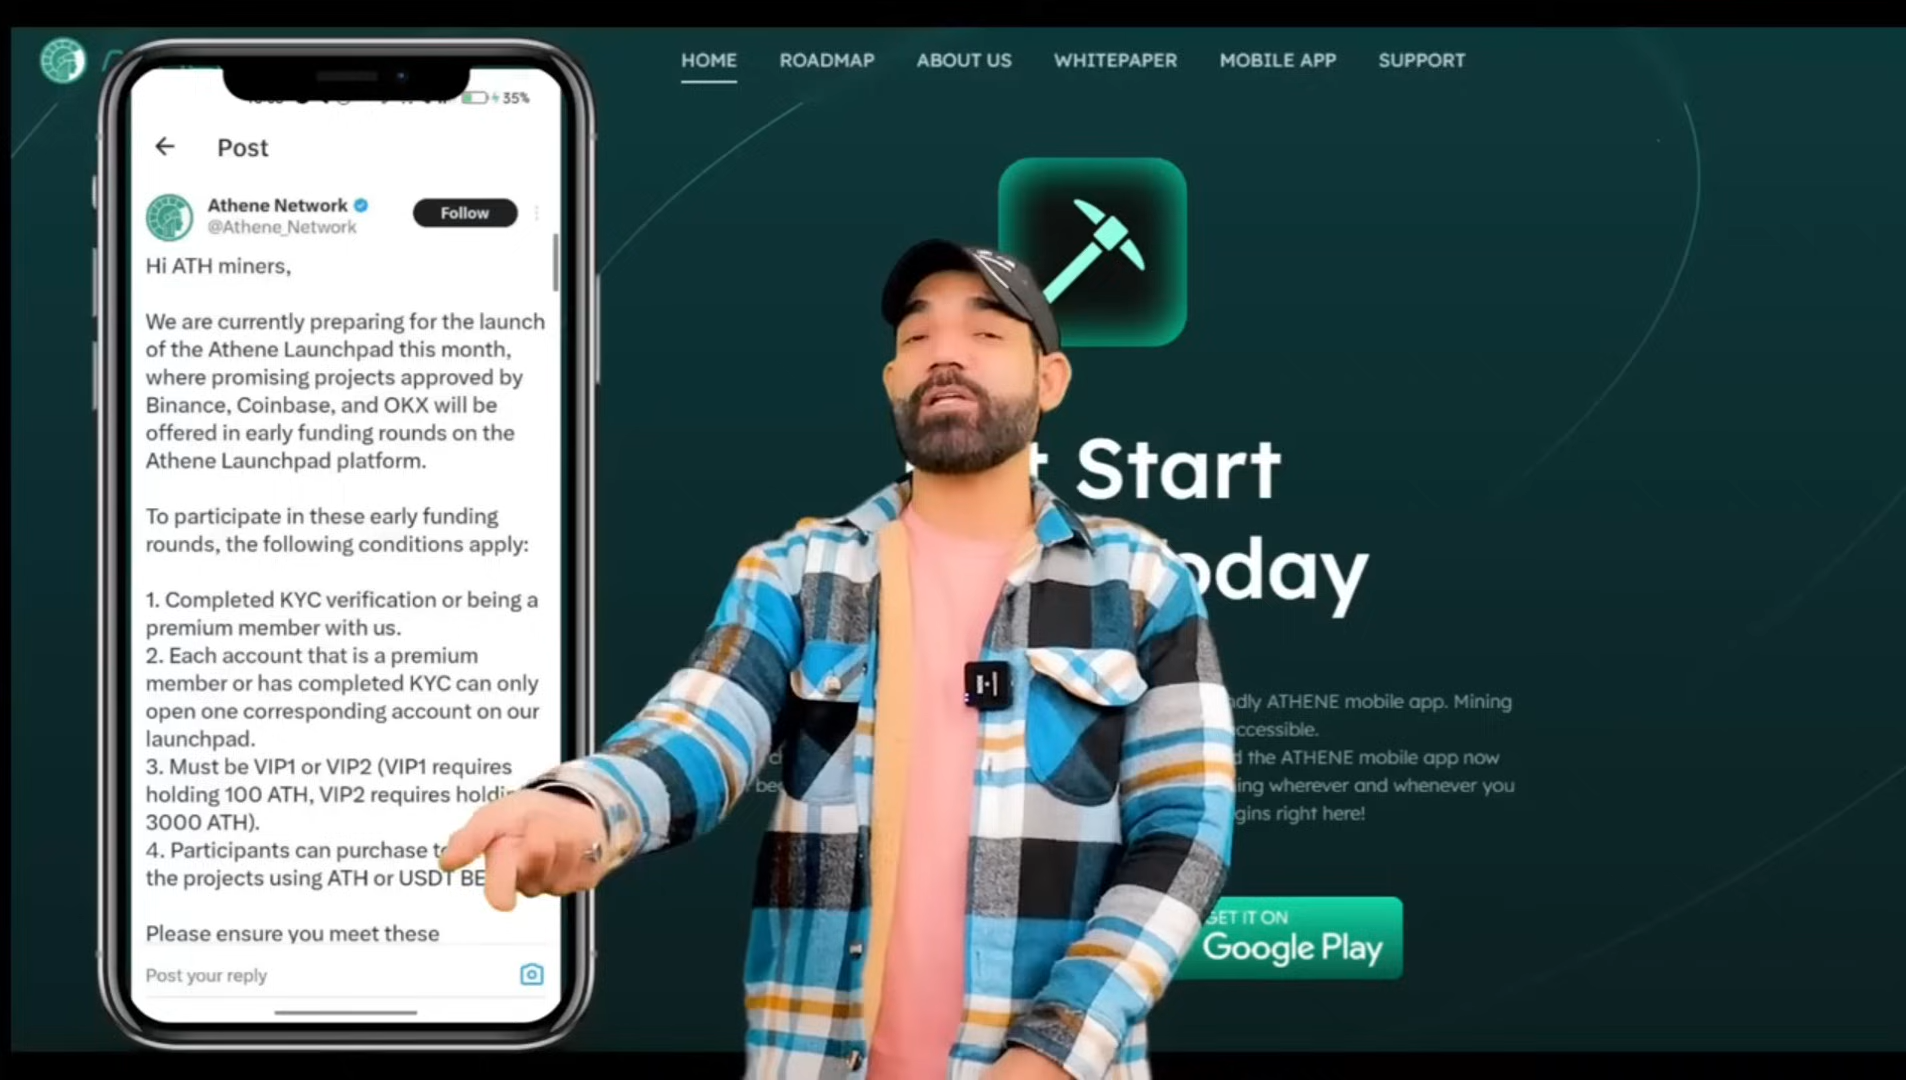 HOME ROADMAP ABOUT US WHITEPAPER MOBILE APP SUPPORT
35%
Post
Athene Network
@Athene_Network
Follow
Hi ATH miners,
We are currently preparing for the launch
of the Athene Launchpad this month,
where promising projects approved by
Binance, Coinbase, and OKX will be
offered in early funding rounds on the
Athene Launchpad platform.
To participate in these early funding
rounds, the following conditions apply:
1. Completed KYC verification or being a
premium member with us.
2. Each account that is a premium
member or has completed KYC can only
open one corresponding account on our
launchpad.
3. Must be VIP1 or VIP2 (VIP1 requires
holding 100 ATH, VIP2 requires
3000 ATH).
4. Participants can purchase
the projects using ATH or USDT
Please ensure you meet these
Post your reply
Start
ATHENE mobile app. Mining
the ATHENE mobile app now
wherever and whenever you
right here!
GET IT ON
Google Play